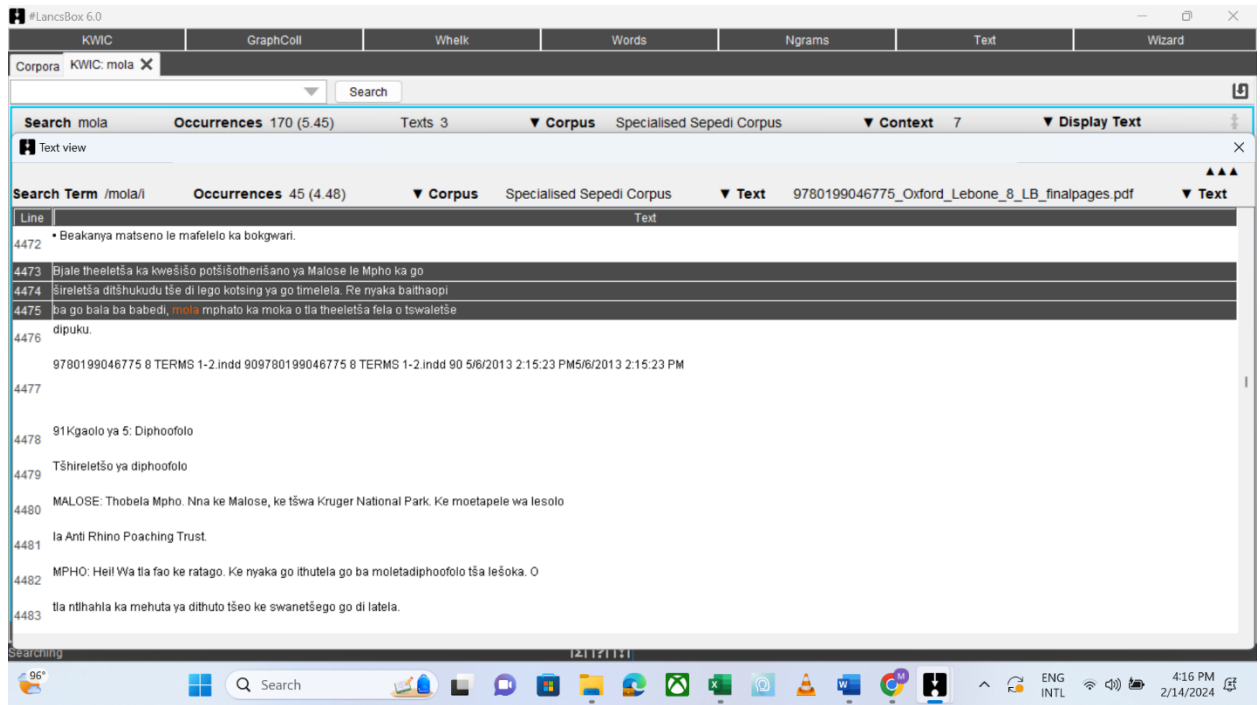 #LancsBox 6.0
KWIC GraphColl Whelk Words Ngrams Text Wizard
Corpora KWIC: mola
Search
Search mola Occurrences 170 (5.45) Texts 3 ▼ Corpus Specialised Sepedi Corpus ▼ Context 7 ▼ Display Text
Text view
▲▲▲
Search Term /mola/i Occurrences 45 (4.48) ▼ Corpus Specialised Sepedi Corpus ▼ Text 9780199046775_Oxford_Lebone_8_LB_finalpages.pdf ▼ Text
Line Text
4472 • Beakanya matseno le mafelelo ka bokgwari.
4473 Bjale theeletša ka kwešišo potšišotherišano ya Malose le Mpho ka go
4474 šireletša ditšhukudu tše di lego kotsing ya go timelela. Re nyaka baithaopi
4475 ba go bala ba babedi, mola mphato ka moka o tla theeletša fela o tswaletše
4476 dipuku.
4477 9780199046775 8 TERMS 1-2.indd 909780199046775 8 TERMS 1-2.indd 90 5/6/2013 2:15:23 PM5/6/2013 2:15:23 PM
4478 91Kgaolo ya 5: Diphoofolo
4479 Tšhireletšo ya diphoofolo
4480 MALOSE: Thobela Mpho. Nna ke Malose, ke tšwa Kruger National Park. Ke moetapele wa lesolo
4481 la Anti Rhino Poaching Trust.
4482 MPHO: Hei! Wa tla fao ke ratago. Ke nyaka go ithutela go ba moletadiphoofolo tša lešoka. O
4483 tla ntlhahla ka mehuta ya dithuto tšeo ke swanetšego go di latela.
Searching
96° Search ENG INTL 4:16 PM 2/14/2024